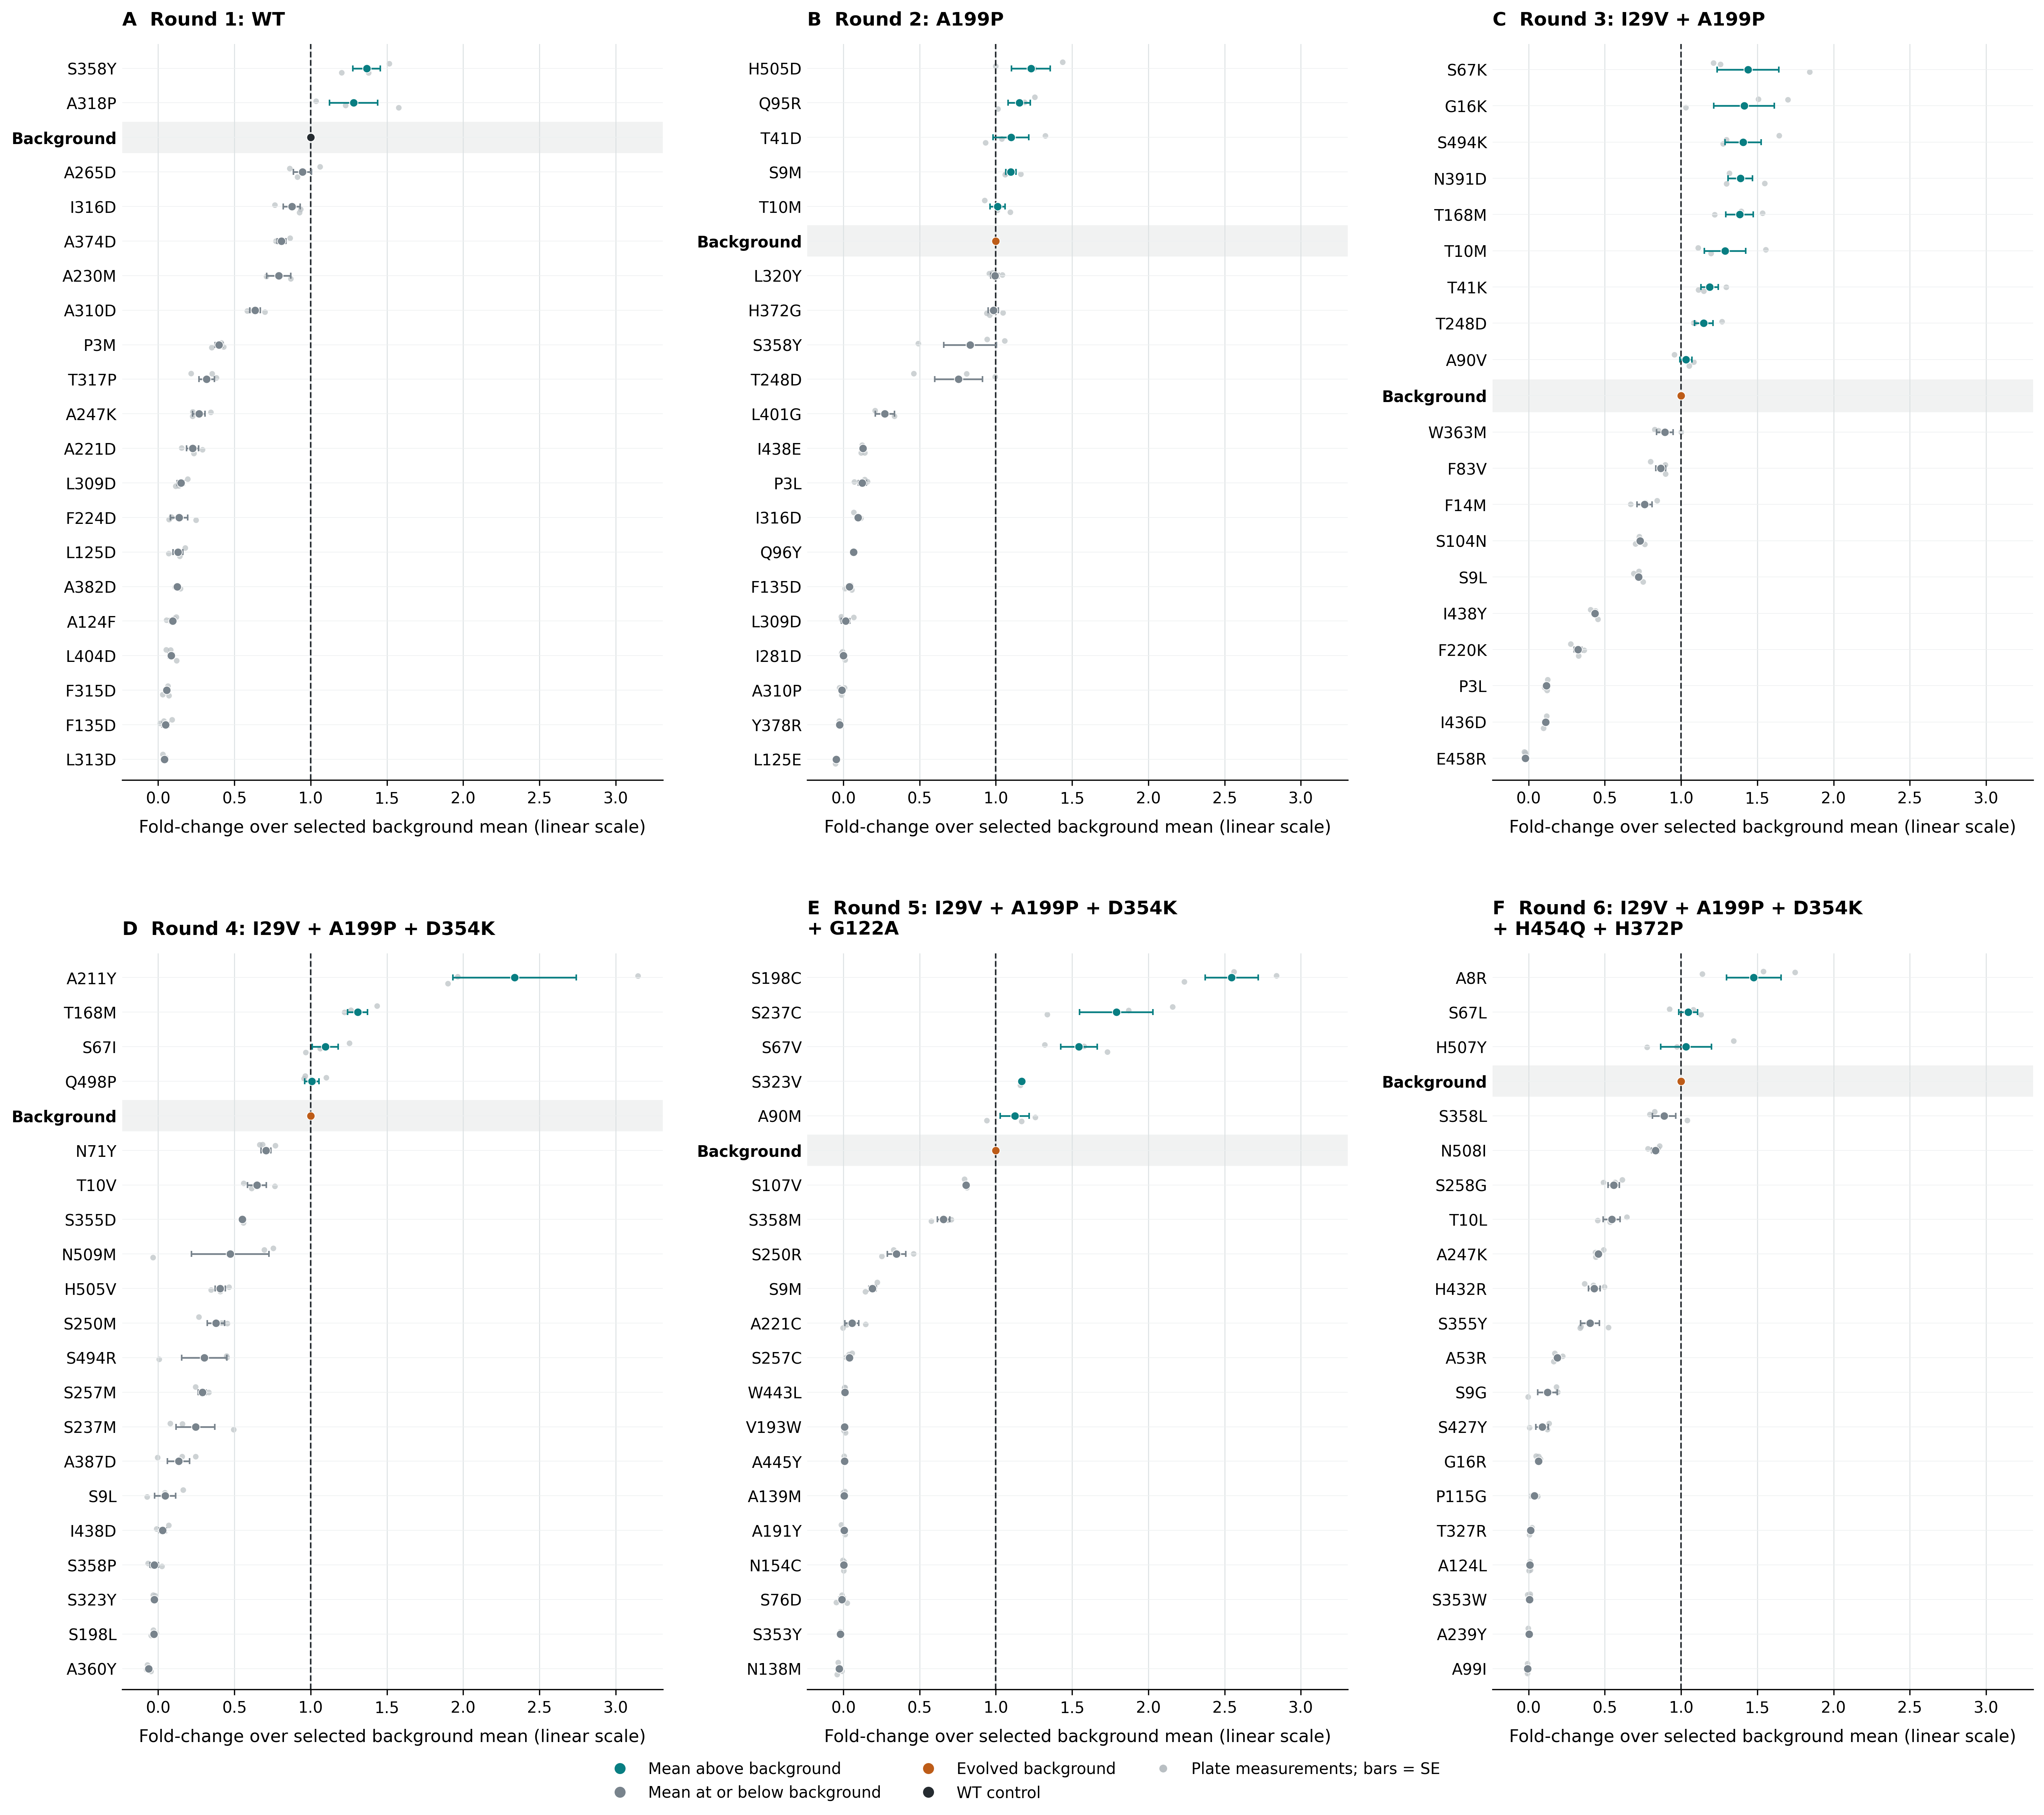 A Round 1: WT
S358Y
A318P
Background
A265D
I316D
A374D
A230M
A310D
P3M
T317P
A247K
A221D
L309D
F224D
L125D
A382D
A124F
L404D
F315D
F135D
L313D
0.0 0.5 1.0 1.5 2.0 2.5 3.0
Fold-change over selected background mean (linear scale)
B Round 2: A199P
H505D
Q95R
T41D
S9M
T10M
Background
L320Y
H372G
S358Y
T248D
L401G
I438E
P3L
I316D
Q96Y
F135D
L309D
I281D
A310P
Y378R
L125E
0.0 0.5 1.0 1.5 2.0 2.5 3.0
Fold-change over selected background mean (linear scale)
C Round 3: I29V + A199P
S67K
G16K
S494K
N391D
T168M
T10M
T41K
T248D
A90V
Background
W363M
F83V
F14M
S104N
S9L
I438Y
F220K
P3L
I436D
E458R
0.0 0.5 1.0 1.5 2.0 2.5 3.0
Fold-change over selected background mean (linear scale)
D Round 4: I29V + A199P + D354K
A211Y
T168M
S67I
Q498P
Background
N71Y
T10V
S355D
N509M
H505V
S250M
S494R
S257M
S237M
A387D
S9L
I438D
S358P
S323Y
S198L
A360Y
0.0 0.5 1.0 1.5 2.0 2.5 3.0
Fold-change over selected background mean (linear scale)
E Round 5: I29V + A199P + D354K
+ G122A
S198C
S237C
S67V
S323V
A90M
Background
S107V
S358M
S250R
S9M
A221C
S257C
W443L
V193W
A445Y
A139M
A191Y
N154C
S76D
S353Y
N138M
0.0 0.5 1.0 1.5 2.0 2.5 3.0
Fold-change over selected background mean (linear scale)
F Round 6: I29V + A199P + D354K
+ H454Q + H372P
A8R
S67L
H507Y
Background
S358L
N508I
S258G
T10L
A247K
H432R
S355Y
A53R
S9G
S427Y
G16R
P115G
T327R
A124L
S353W
A239Y
A99I
0.0 0.5 1.0 1.5 2.0 2.5 3.0
Fold-change over selected background mean (linear scale)
Mean above background
Mean at or below background
Evolved background
WT control
Plate measurements; bars = SE